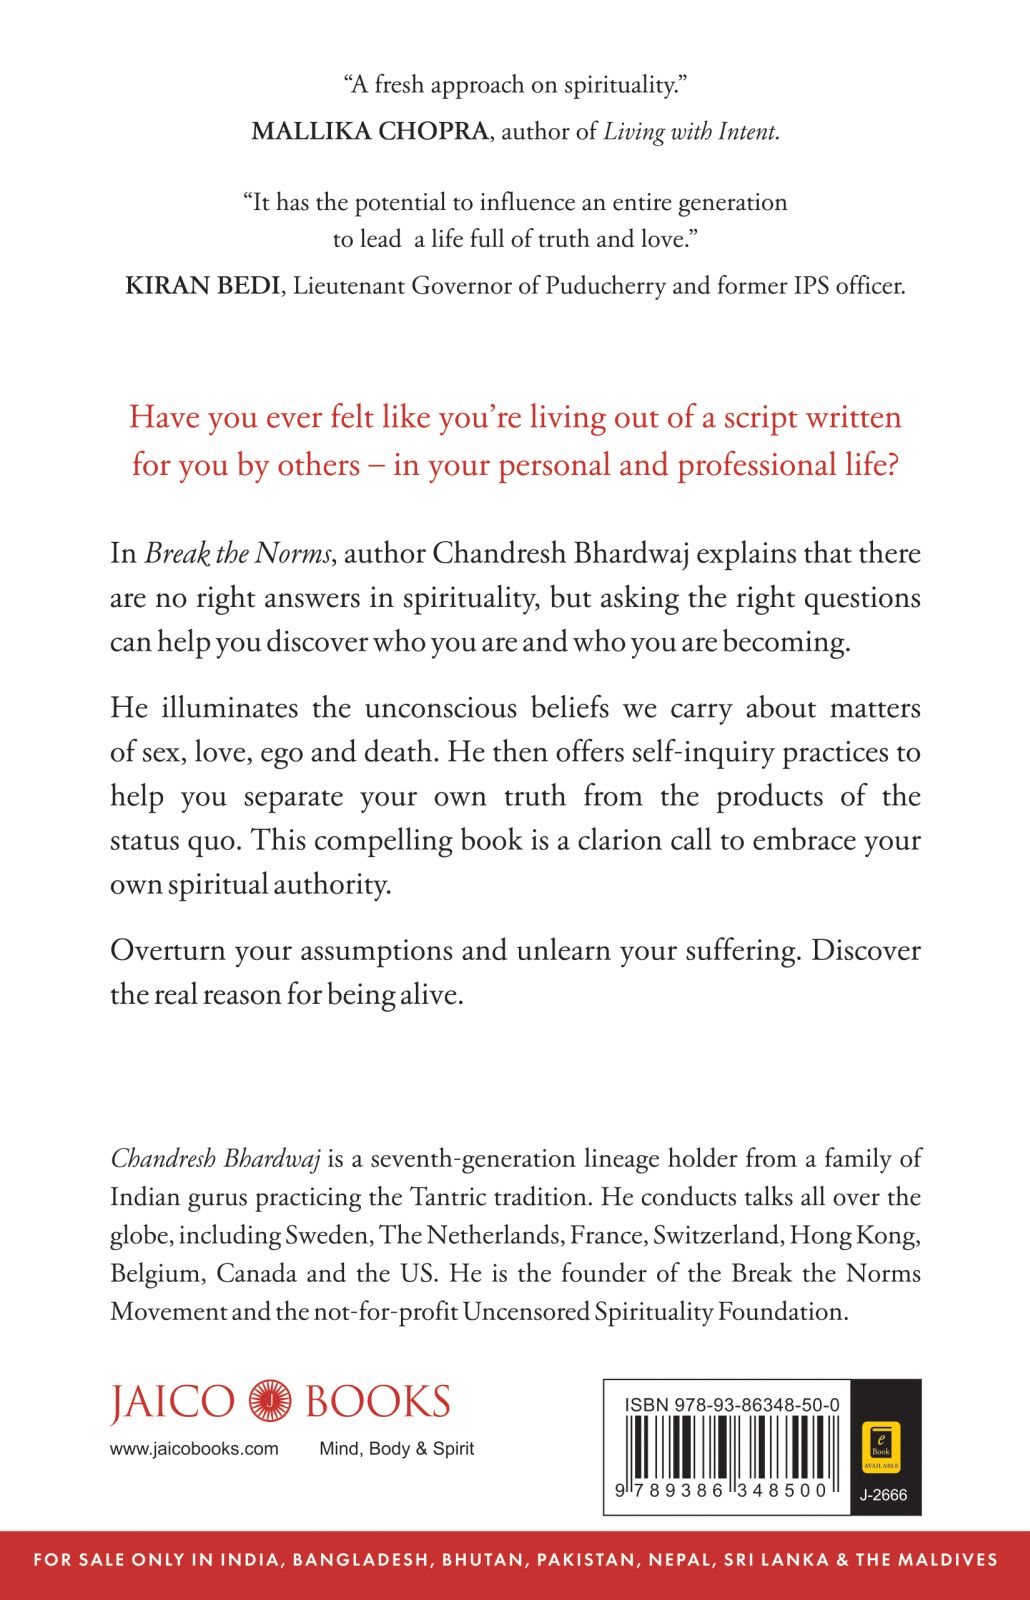 “A fresh approach on spirituality.”
MALLIKA CHOPRA, author of Living with Intent.
“It has the potential to influence an entire generation
to lead a life full of truth and love.”
KIRAN BEDI, Lieutenant Governor of Puducherry and former IPS officer.
Have you ever felt like you’re living out of a script written
for you by others – in your personal and professional life?
In Break the Norms, author Chandresh Bhardwaj explains that there
are no right answers in spirituality, but asking the right questions
can help you discover who you are and who you are becoming.
He illuminates the unconscious beliefs we carry about matters
of sex, love, ego and death. He then offers self-inquiry practices to
help you separate your own truth from the products of the
status quo. This compelling book is a clarion call to embrace your
own spiritual authority.
Overturn your assumptions and unlearn your suffering. Discover
the real reason for being alive.
Chandresh Bhardwaj is a seventh-generation lineage holder from a family of
Indian gurus practicing the Tantric tradition. He conducts talks all over the
globe, including Sweden, The Netherlands, France, Switzerland, Hong Kong,
Belgium, Canada and the US. He is the founder of the Break the Norms
Movement and the not-for-profit Uncensored Spirituality Foundation.
JAICO J BOOKS
www.jaicobooks.com Mind, Body & Spirit
ISBN 978-93-86348-50-0
9 789386 348500
e
Book
AVAILABLE
J-2666
FOR SALE ONLY IN INDIA, BANGLADESH, BHUTAN, PAKISTAN, NEPAL, SRI LANKA & THE MALDIVES